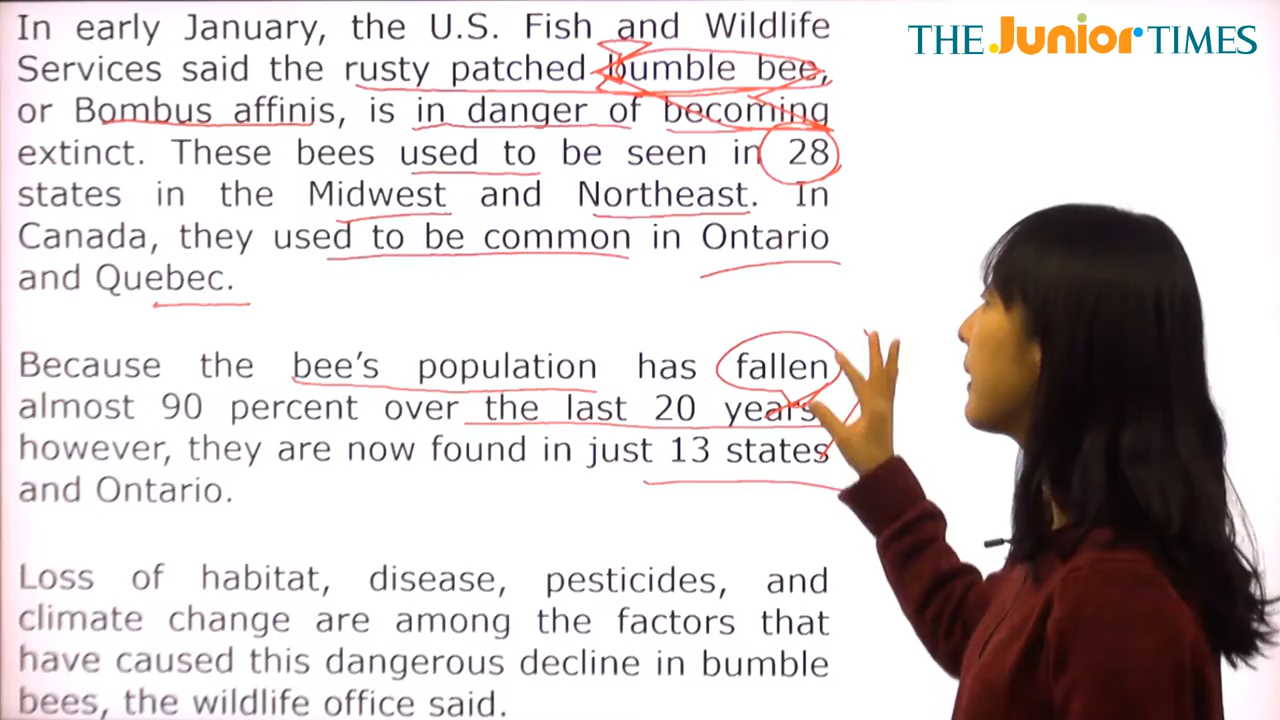 In early January, the U.S. Fish and Wildlife
Services said the rusty patched bumble bee,
or Bombus affinis, is in danger of becoming
extinct. These bees used to be seen in 28
states in the Midwest and Northeast. In
Canada, they used to be common in Ontario
and Quebec.
Because the bee's population has fallen
almost 90 percent over the last 20 years
however, they are now found in just 13 states
and Ontario.
Loss of habitat, disease, pesticides, and
climate change are among the factors that
have caused this dangerous decline in bumble
bees, the wildlife office said.
THE Junior TIMES